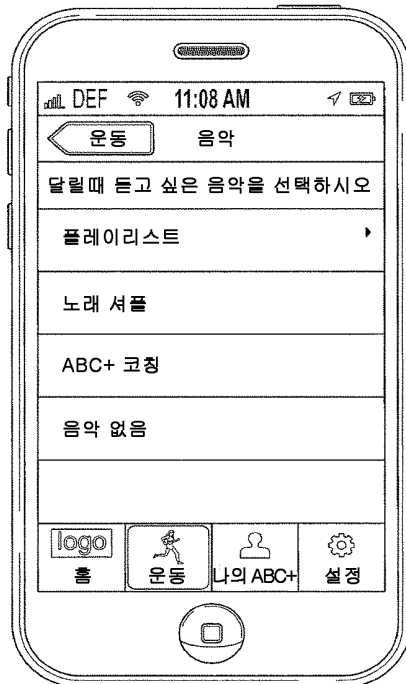 DEF 11:08 AM
운동 음악
달릴때 듣고 싶은 음악을 선택하시오
플레이리스트
노래 셔플
ABC+ 코칭
음악 없음
logo
홈 운동 나의 ABC+ 설정